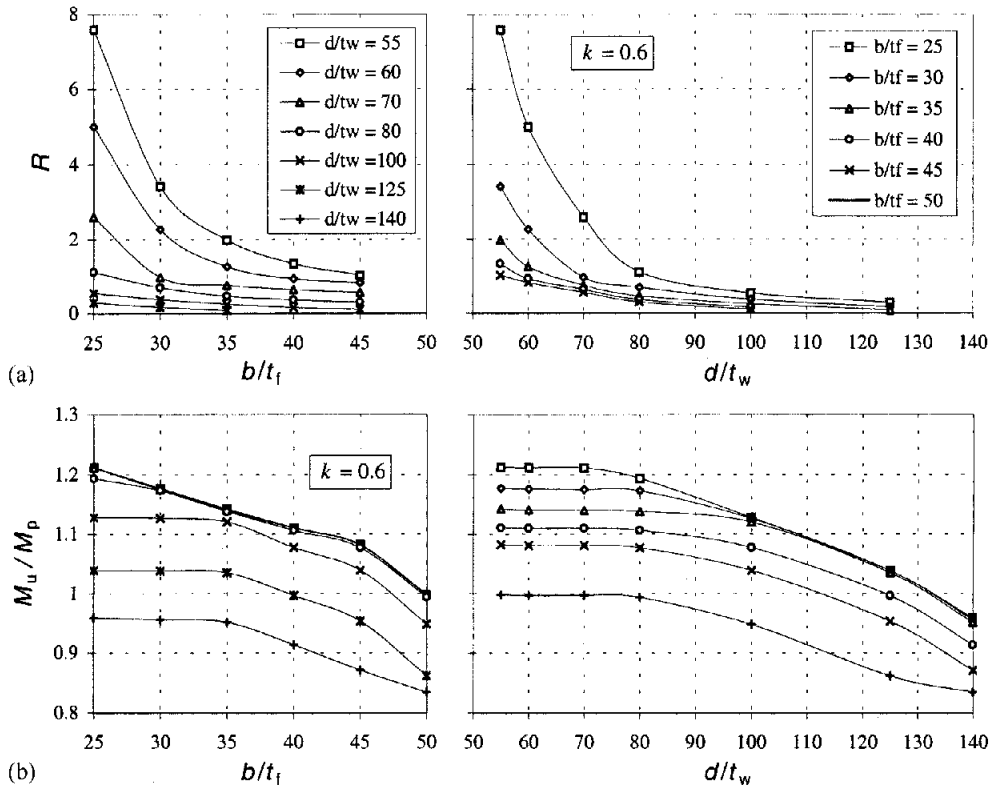 8
6
4
2
0
R
25 30 35 40 45 50
b/tf
d/tw = 55
d/tw = 60
d/tw = 70
d/tw = 80
d/tw = 100
d/tw = 125
d/tw =140
k = 0.6
b/tf = 25
b/tf = 30
b/tf = 35
b/tf = 40
b/tf = 45
b/tf = 50
50 60 70 80 90 100 110 120 130 140
d/tw
(a)
1.3
1.2
1.1
1
0.9
0.8
Mu / Mp
k = 0.6
25 30 35 40 45 50
b/tf
50 60 70 80 90 100 110 120 130 140
d/tw
(b)